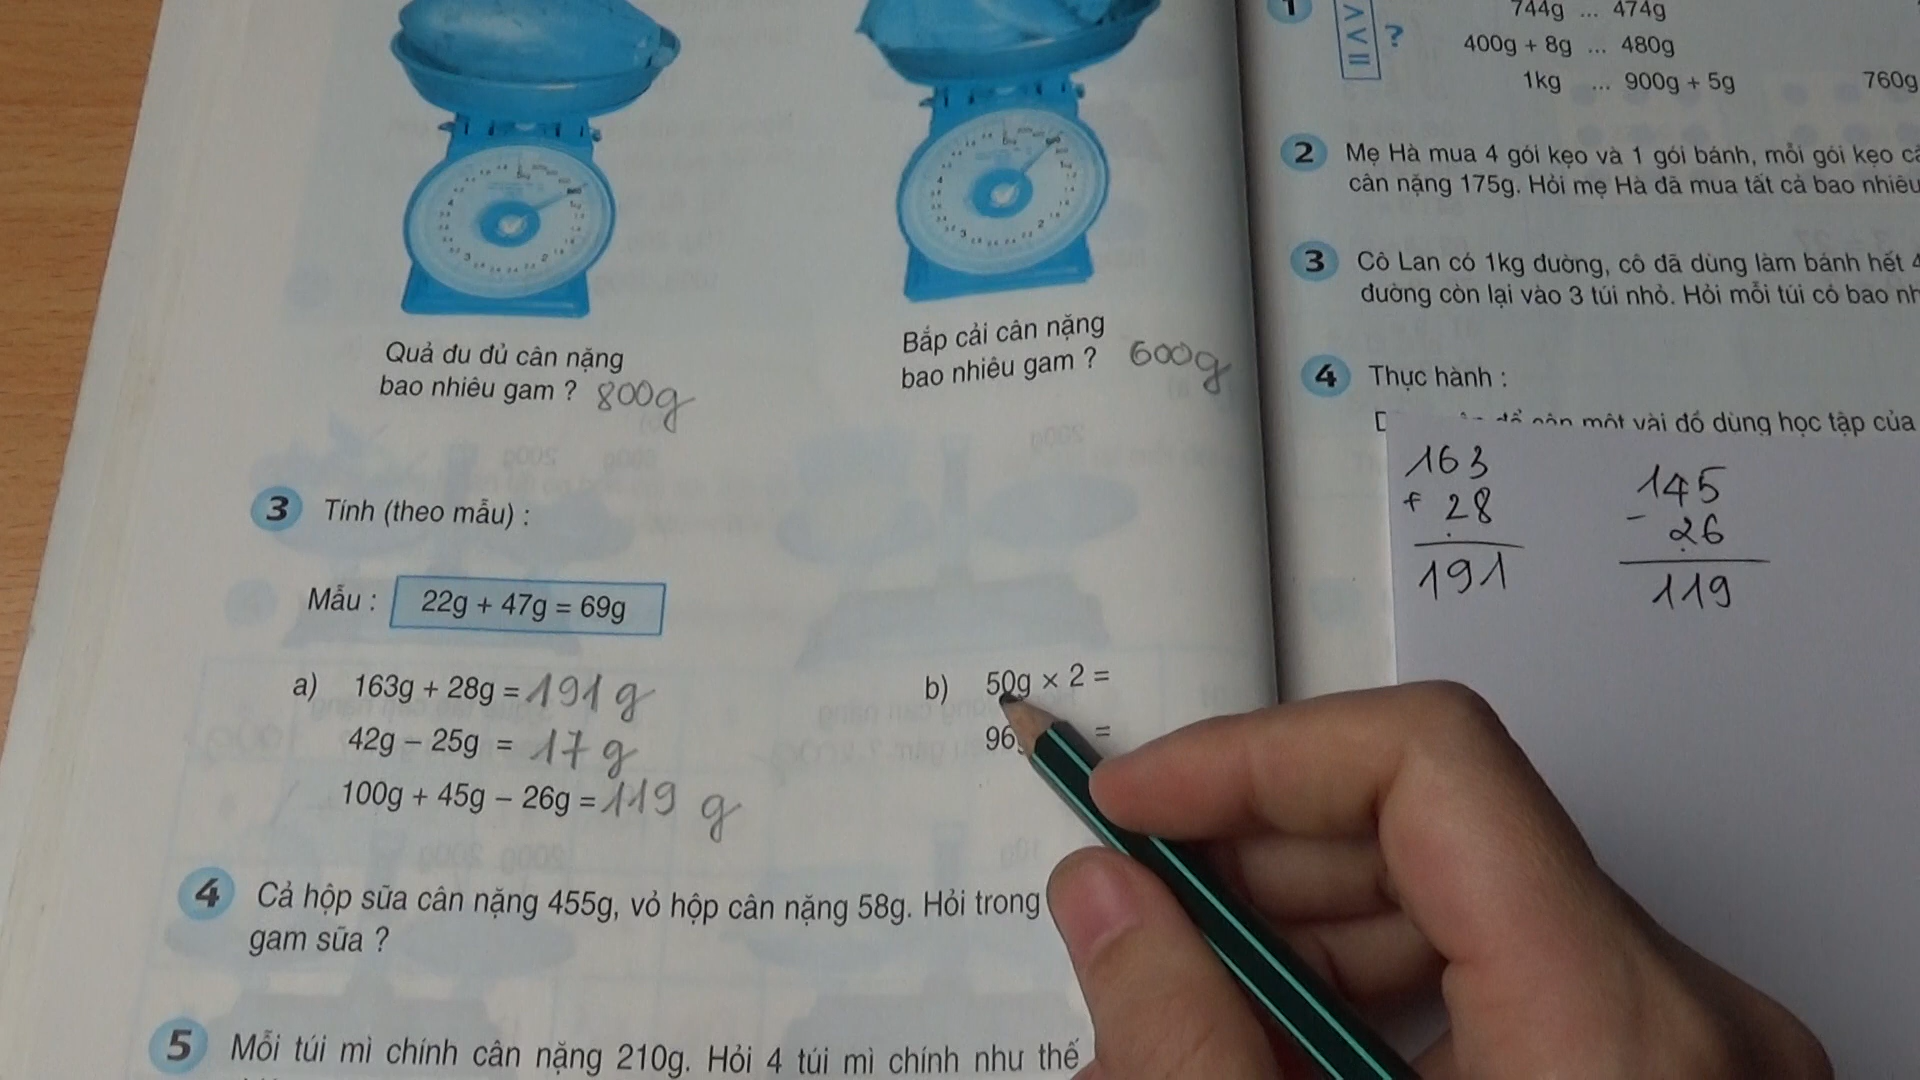 Quả đu đủ cân nặng
bao nhiêu gam ? 800g
Bắp cải cân nặng
bao nhiêu gam ? 600g
3 Tính (theo mẫu) :
Mẫu : 22g + 47g = 69g
a) 163g + 28g = 191 g
42g – 25g = 17 g
100g + 45g – 26g = 119 g
b) 50g × 2 =
96 =
4 Cả hộp sữa cân nặng 455g, vỏ hộp cân nặng 58g. Hỏi trong
gam sữa ?
5 Mỗi túi mì chính cân nặng 210g. Hỏi 4 túi mì chính như thế
1 > < = ? 744g ... 474g
400g + 8g ... 480g
1kg ... 900g + 5g 760g
2 Mẹ Hà mua 4 gói kẹo và 1 gói bánh, mỗi gói kẹo
cân nặng 175g. Hỏi mẹ Hà đã mua tất cả bao nhiêu
3 Cô Lan có 1kg đường, cô đã dùng làm bánh hết
đường còn lại vào 3 túi nhỏ. Hỏi mỗi túi có bao
4 Thực hành :
một vài đồ dùng học tập của
163
+ 28
191
145
- 26
119